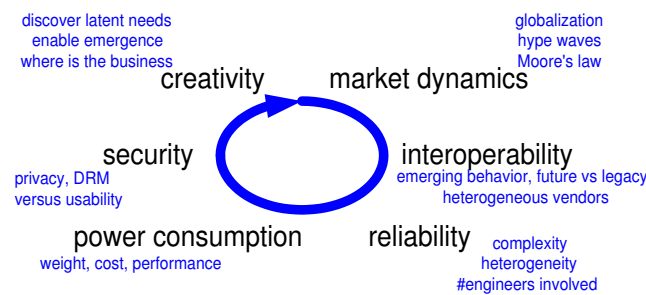 discover latent needs
enable emergence
where is the business
creativity
globalization
hype waves
Moore's law
market dynamics
security
privacy, DRM
versus usability
interoperability
emerging behavior, future vs legacy
heterogeneous vendors
power consumption
weight, cost, performance
reliability
complexity
heterogeneity
#engineers involved